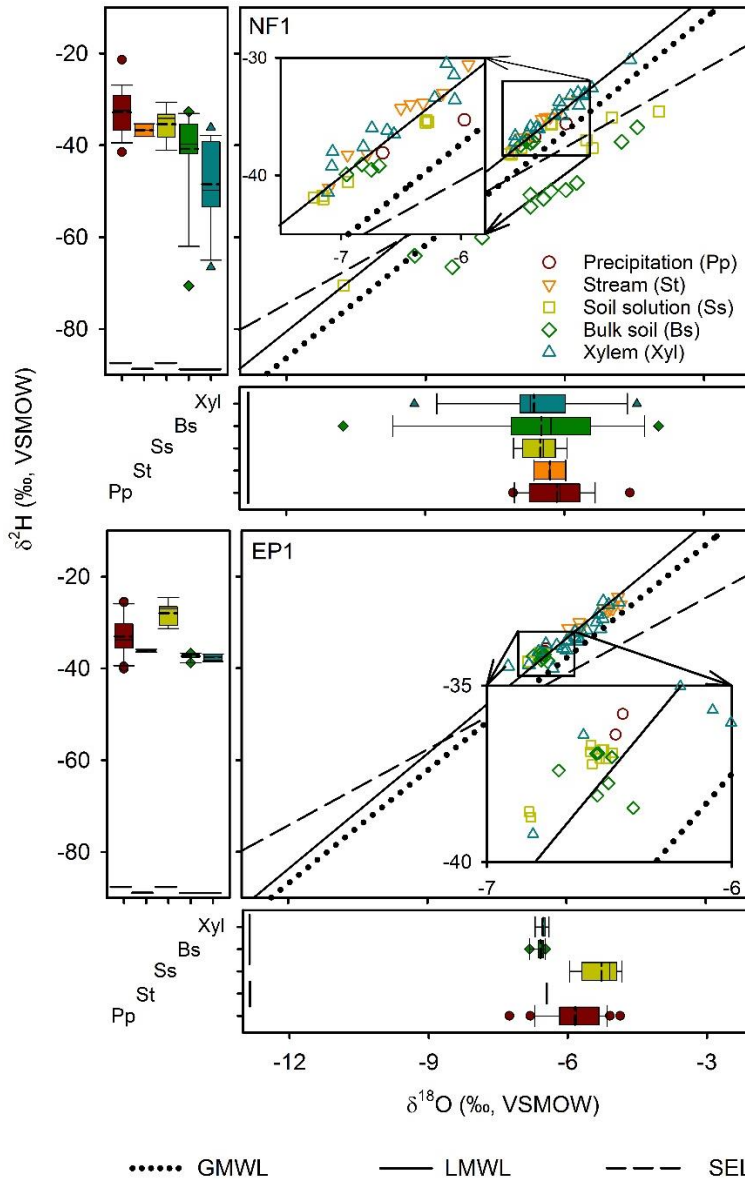 NF1
-20
-40
-60
-80
-30
-40
-7
-6
Precipitation (Pp)
Stream (St)
Soil solution (Ss)
Bulk soil (Bs)
Xylem (Xyl)
Xyl
Bs
Ss
St
Pp
δ²H (‰, VSMOW)
EP1
-20
-40
-60
-80
-35
-40
-7
-6
Xyl
Bs
Ss
St
Pp
-12
-9
-6
-3
δ¹⁸O (‰, VSMOW)
GMWL LMWL SEL